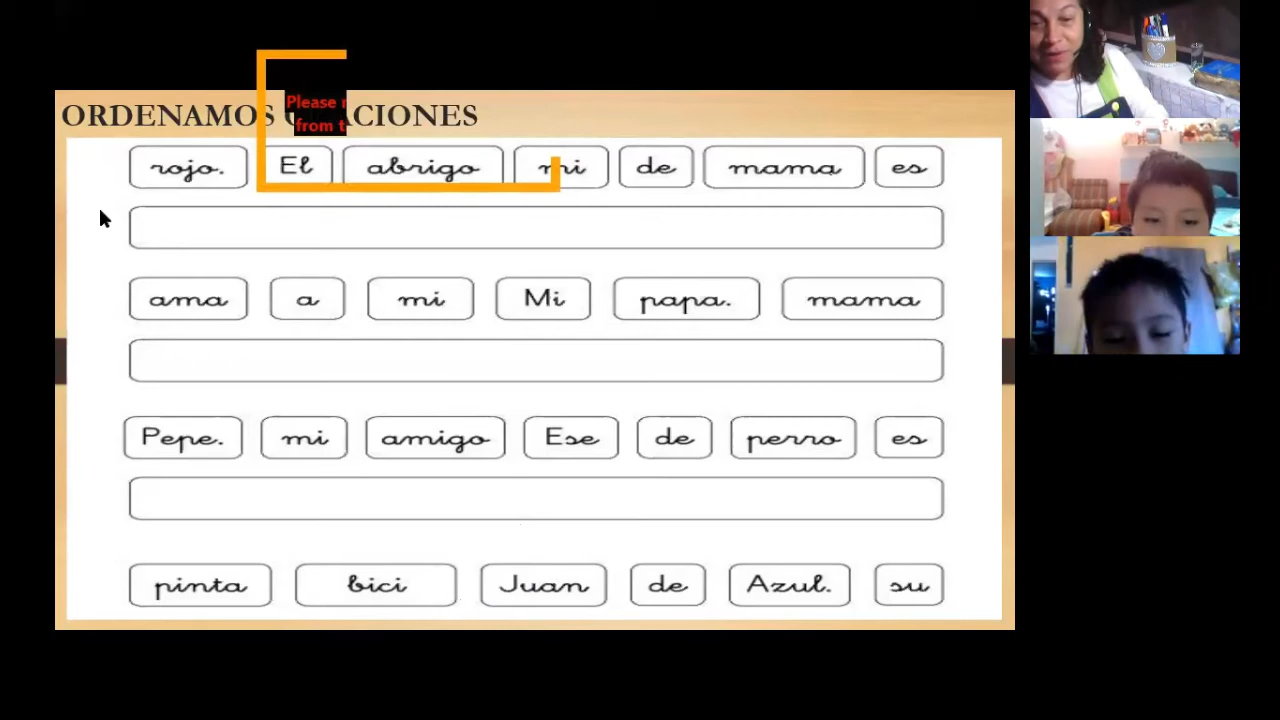 ORDENAMOS ACIONES
Please
from
rojo. El abrigo mi de mama es
ama a mi Mi papa. mama
Pepe. mi amigo Ese de perro es
pinta bici Juan de Azul. su